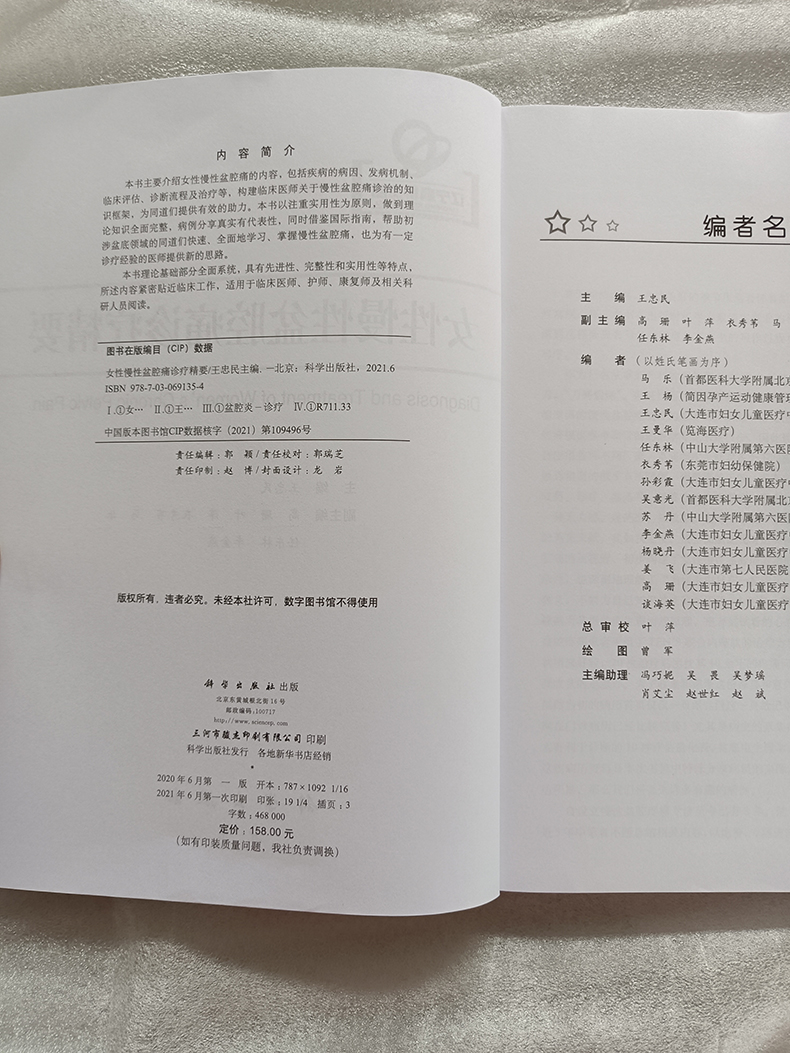 内 容 简 介
本书主要介绍女性慢性盆腔痛的内容，包括疾病的病因、发病机制、
临床评估、诊断流程及治疗等，构建临床医师关于慢性盆腔痛诊治的知
识框架，为同道们提供有效的助力。本书以注重实用性为原则，做到理
论知识全面完整，病例分享真实有代表性，同时借鉴国际指南，帮助初
涉盆底领域的同道们快速、全面地学习、掌握慢性盆腔痛，也为有一定
诊疗经验的医师提供新的思路。
本书理论基础部分全面系统，具有先进性、完整性和实用性等特点，
所述内容紧密贴近临床工作，适用于临床医师、护师、康复师及相关科
研人员阅读。
图书在版编目（CIP）数据
女性慢性盆腔痛诊疗精要/王忠民主编. —北京：科学出版社，2021.6
ISBN 978-7-03-069135-4
Ⅰ.①女… Ⅱ.①王… Ⅲ.①盆腔炎－诊疗 Ⅳ.①R711.33
中国版本图书馆CIP数据核字（2021）第109496号
责任编辑：郭 颖/责任校对：郭瑞芝
责任印制：赵 博/封面设计：龙 岩
版权所有，违者必究。未经本社许可，数字图书馆不得使用
科学出版社 出版
北京东黄城根北街16号
邮政编码：100717
http://www.sciencep.com
三河市骏杰印刷有限公司 印刷
科学出版社发行 各地新华书店经销
*
2020年6月第 一 版 开本：787×1092 1/16
2021年6月第一次印刷 印张：19 1/4 插页：3
字数：468 000
定价：158.00元
（如有印装质量问题，我社负责调换）
编者名
主 编 王忠民
副主编 高 珊 叶 萍 衣秀苇 马
任东林 李金燕
编 者（以姓氏笔画为序）
马 乐（首都医科大学附属北京
王 杨（简因孕产运动健康管理
王忠民（大连市妇女儿童医疗中
王曼华（览海医疗）
任东林（中山大学附属第六医院
衣秀苇（东莞市妇幼保健院）
孙彩霞（大连市妇女儿童医疗中
吴意光（首都医科大学附属北京
苏 丹（中山大学附属第六医
李金燕（大连市妇女儿童医疗中
杨晓丹（大连市妇女儿童医疗
姜 飞（大连市第七人民医院
高 珊（大连市妇女儿童医疗
谈海英（大连市妇女儿童医疗
总审校 叶 萍
绘 图 曾 军
主编助理 冯巧妮 吴 畏 吴梦瑶
肖艾尘 赵世红 赵 斌